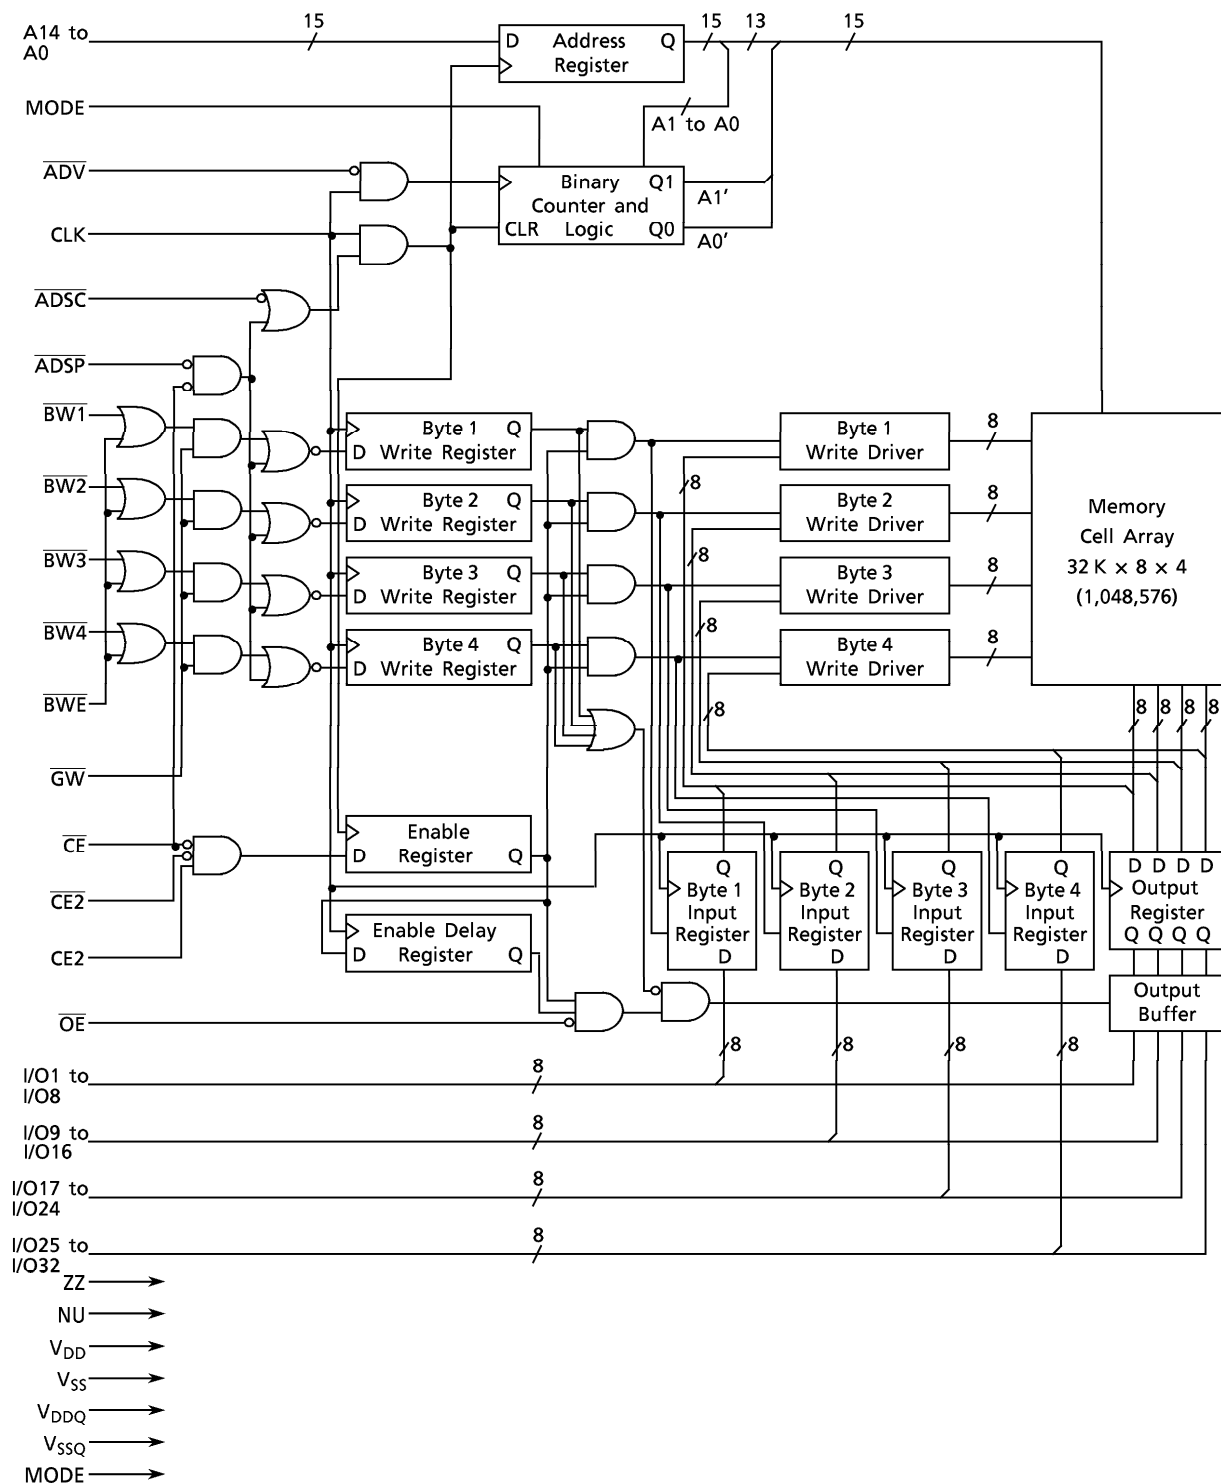 A14 to
A0
15
D Address Q
Register
15
13
15
MODE
A1 to A0
ADV
Binary Q1
Counter and
CLR Logic Q0
A1'
A0'
CLK
ADSC
ADSP
BW1
Byte 1 Q
D Write Register
Byte 1
Write Driver
8
8
BW2
Byte 2 Q
D Write Register
Byte 2
Write Driver
8
8
Memory
Cell Array
32 K × 8 × 4
(1,048,576)
BW3
Byte 3 Q
D Write Register
Byte 3
Write Driver
8
8
BW4
Byte 4 Q
D Write Register
Byte 4
Write Driver
8
8
BWE
8 8 8 8
GW
CE
Enable
D Register Q
CE2
Enable Delay
D Register Q
CE2
Q
Byte 1
Input
Register
D
Q
Byte 2
Input
Register
D
Q
Byte 3
Input
Register
D
Q
Byte 4
Input
Register
D
D D D D
Output
Register
Q Q Q Q
Output
Buffer
OE
8
8
8
8
I/O1 to
I/O8
8
I/O9 to
I/O16
8
I/O17 to
I/O24
8
I/O25 to
I/O32
8
ZZ
NU
VDD
VSS
VDDQ
VSSQ
MODE